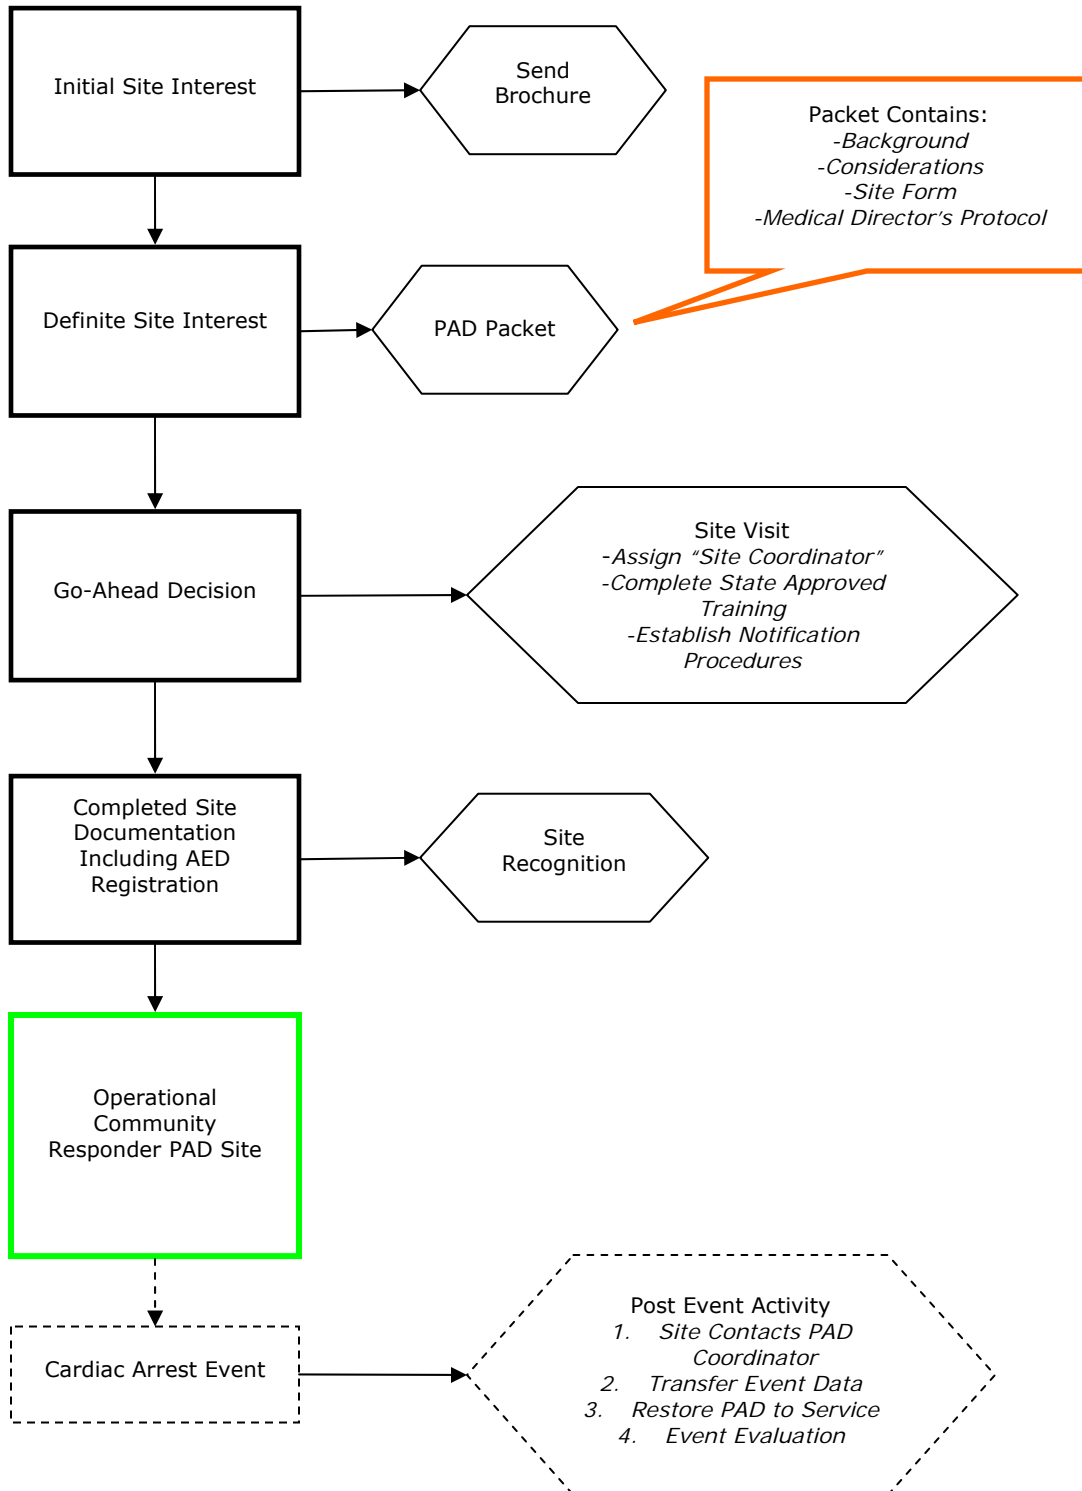 Initial Site Interest
Send
Brochure
Packet Contains:
-Background
-Considerations
-Site Form
-Medical Director's Protocol
Definite Site Interest
PAD Packet
Go-Ahead Decision
Site Visit
-Assign “Site Coordinator”
-Complete State Approved
Training
-Establish Notification
Procedures
Completed Site
Documentation
Including AED
Registration
Site
Recognition
Operational
Community
Responder PAD Site
Cardiac Arrest Event
Post Event Activity
1. Site Contacts PAD
Coordinator
2. Transfer Event Data
3. Restore PAD to Service
4. Event Evaluation